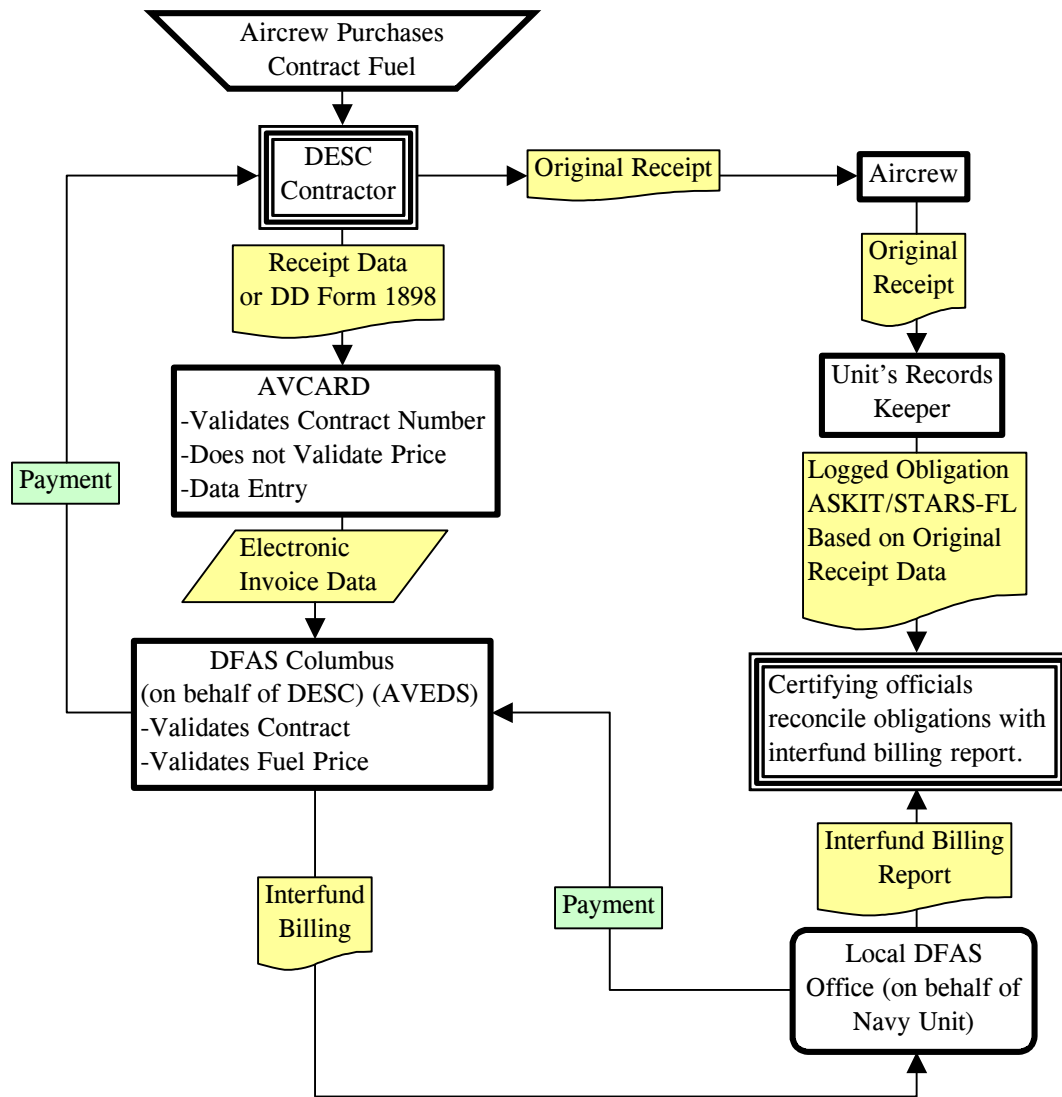 Aircrew Purchases
Contract Fuel
DESC
Contractor
Original Receipt
Aircrew
Receipt Data
or DD Form 1898
Original
Receipt
AVCARD
-Validates Contract Number
-Does not Validate Price
-Data Entry
Unit's Records
Keeper
Payment
Logged Obligation
ASKIT/STARS-FL
Based on Original
Receipt Data
Electronic
Invoice Data
DFAS Columbus
(on behalf of DESC) (AVEDS)
-Validates Contract
-Validates Fuel Price
Certifying officials
reconcile obligations with
interfund billing report.
Interfund
Billing
Payment
Interfund Billing
Report
Local DFAS
Office (on behalf of
Navy Unit)